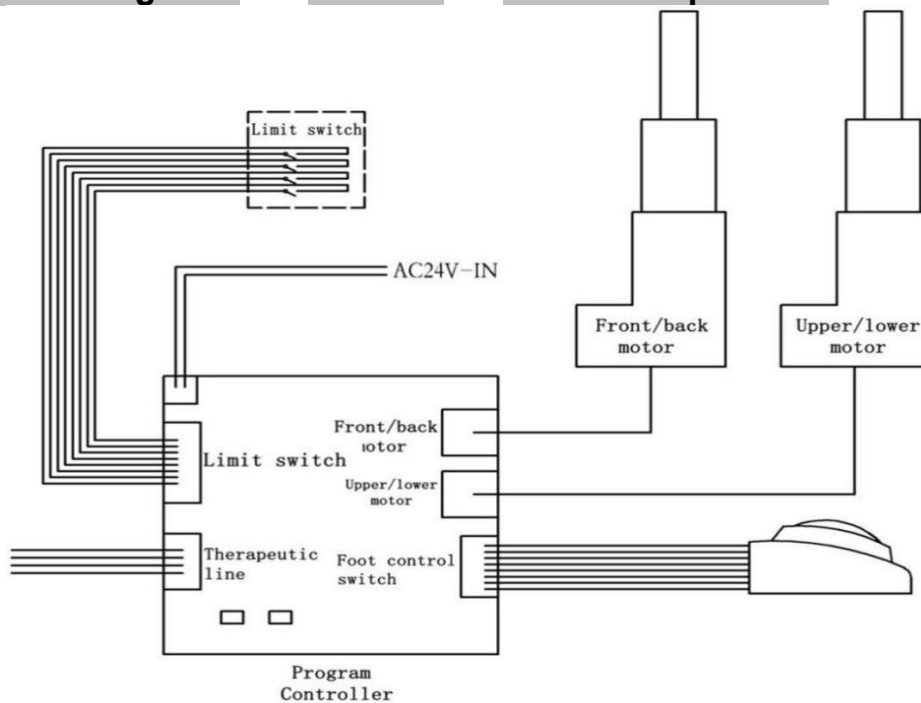 Limit switch
AC24V-IN
Front/back
motor
Upper/lower
motor
Front/back
otor
Limit switch
Upper/lower
motor
Therapeutic
line
Foot control
switch
Program
Controller